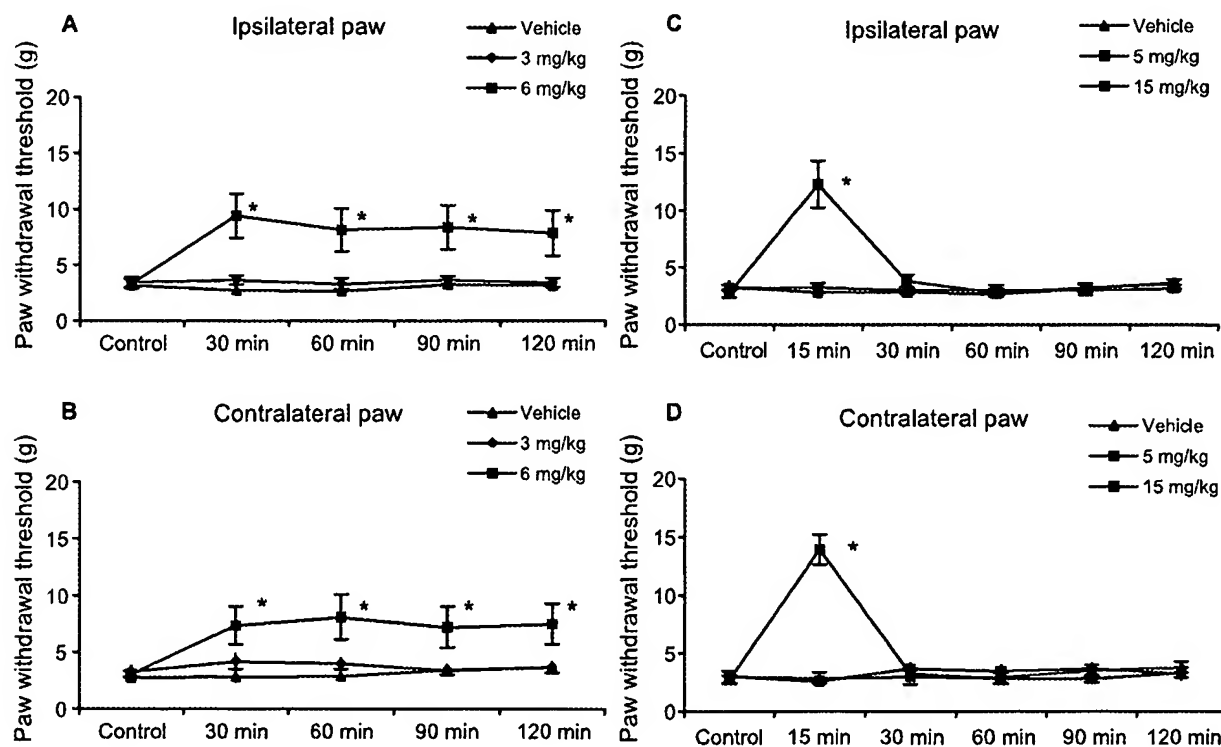 A
Ipsilateral paw
Vehicle
3 mg/kg
6 mg/kg
Paw withdrawal threshold (g)
20
15
10
5
0
*
*
*
*
Control 30 min 60 min 90 min 120 min
C
Ipsilateral paw
Vehicle
5 mg/kg
15 mg/kg
Paw withdrawal threshold (g)
20
15
10
5
0
*
Control 15 min 30 min 60 min 90 min 120 min
B
Contralateral paw
Vehicle
3 mg/kg
6 mg/kg
Paw withdrawal threshold (g)
20
15
10
5
0
*
*
*
*
Control 30 min 60 min 90 min 120 min
D
Contralateral paw
Vehicle
5 mg/kg
15 mg/kg
Paw withdrawal threshold (g)
20
15
10
5
0
*
Control 15 min 30 min 60 min 90 min 120 min